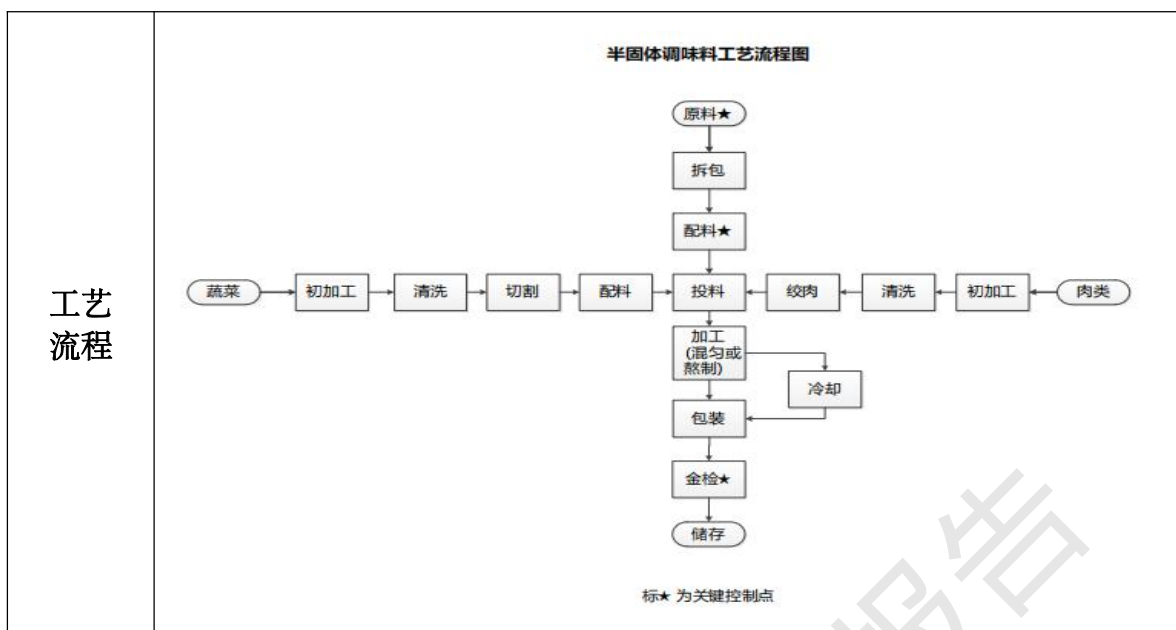 工艺
流程
半固体调味料工艺流程图
原料★
拆包
配料★
蔬菜
初加工
清洗
切割
配料
投料
绞肉
清洗
初加工
肉类
加工
(混匀或
熬制)
冷却
包装
金检★
储存
标★ 为关键控制点
报告